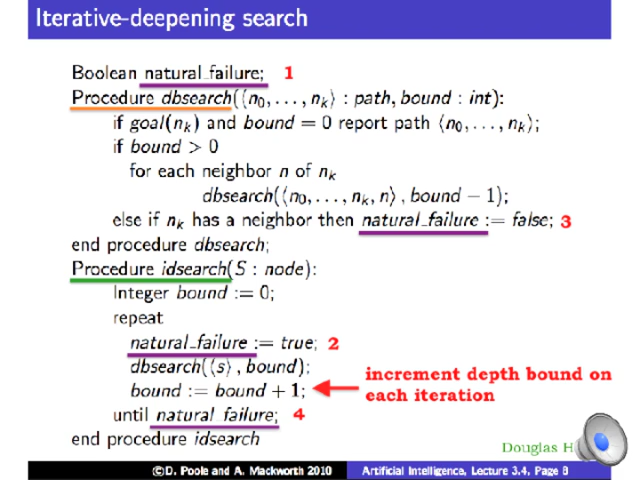 Iterative-deepening search
Boolean natural_failure; 1
Procedure dbsearch(⟨n₀, . . . , nₖ⟩ : path, bound : int):
if goal(nₖ) and bound = 0 report path ⟨n₀, . . . , nₖ⟩;
if bound > 0
for each neighbor n of nₖ
dbsearch(⟨n₀, . . . , nₖ, n⟩ , bound − 1);
else if nₖ has a neighbor then natural_failure := false; 3
end procedure dbsearch;
Procedure idsearch(S : node):
Integer bound := 0;
repeat
natural_failure := true; 2
dbsearch(⟨s⟩ , bound);
bound := bound + 1;
increment depth bound on
each iteration
until natural_failure; 4
end procedure idsearch
Douglas H
©D. Poole and A. Mackworth 2010 Artificial Intelligence, Lecture 3.4, Page 8